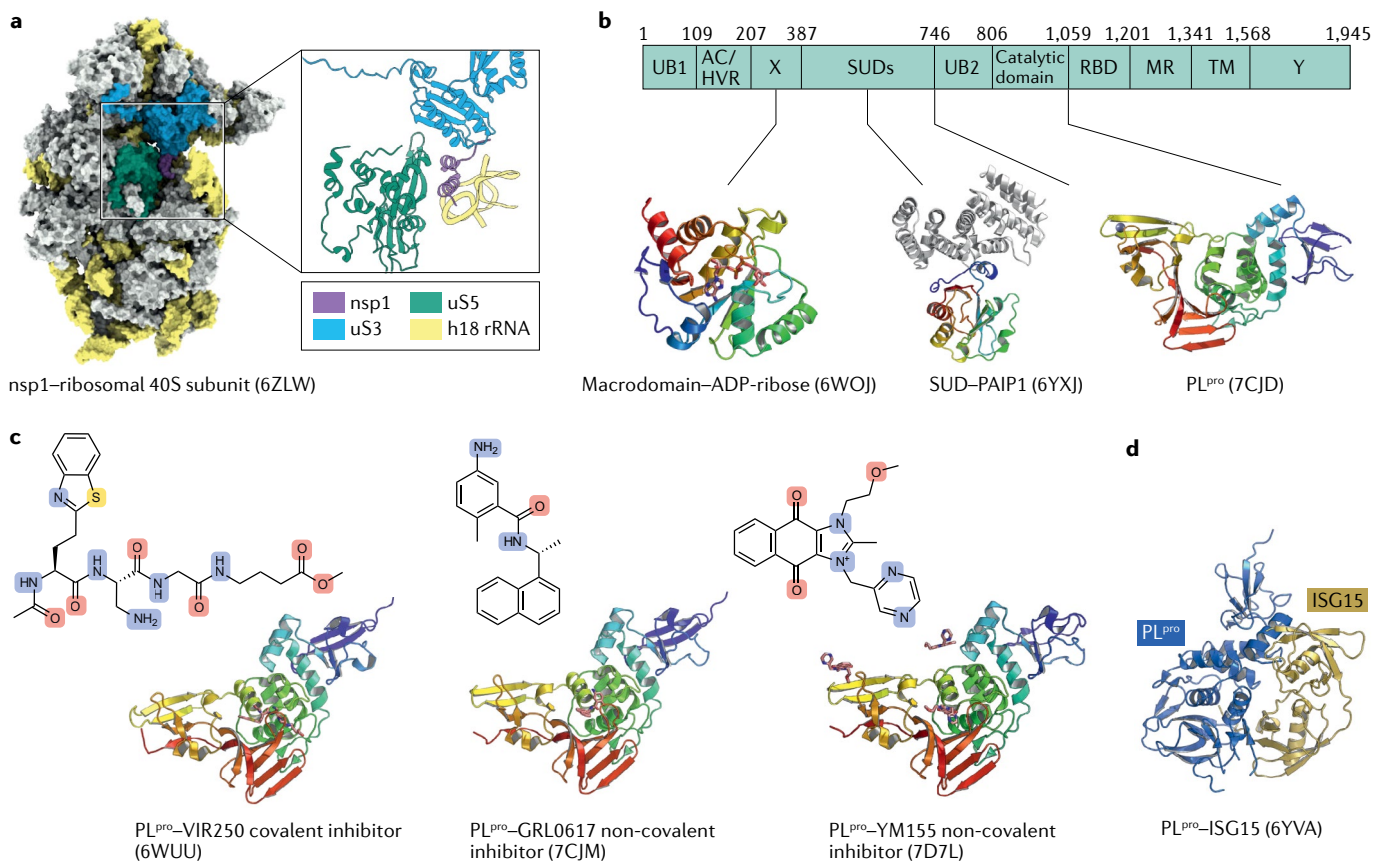 a
nsp1
uS5
uS3
h18 rRNA
nsp1–ribosomal 40S subunit (6ZLW)
b
1 109 207 387 746 806 1,059 1,201 1,341 1,568 1,945
UB1 AC/ X SUDs UB2 Catalytic RBD MR TM Y
HVR domain
Macrodomain–ADP-ribose (6WOJ)
SUD–PAIP1 (6YXJ)
PLpro (7CJD)
c
N
S
O
O
O
H
N
H
N
O
HN
O
N
H
O
O
NH2
PLpro–VIR250 covalent inhibitor
(6WUU)
NH2
O
HN
PLpro–GRL0617 non-covalent
inhibitor (7CJM)
O
O
N
N+
O
N
N
PLpro–YM155 non-covalent
inhibitor (7D7L)
d
ISG15
PLpro
PLpro–ISG15 (6YVA)